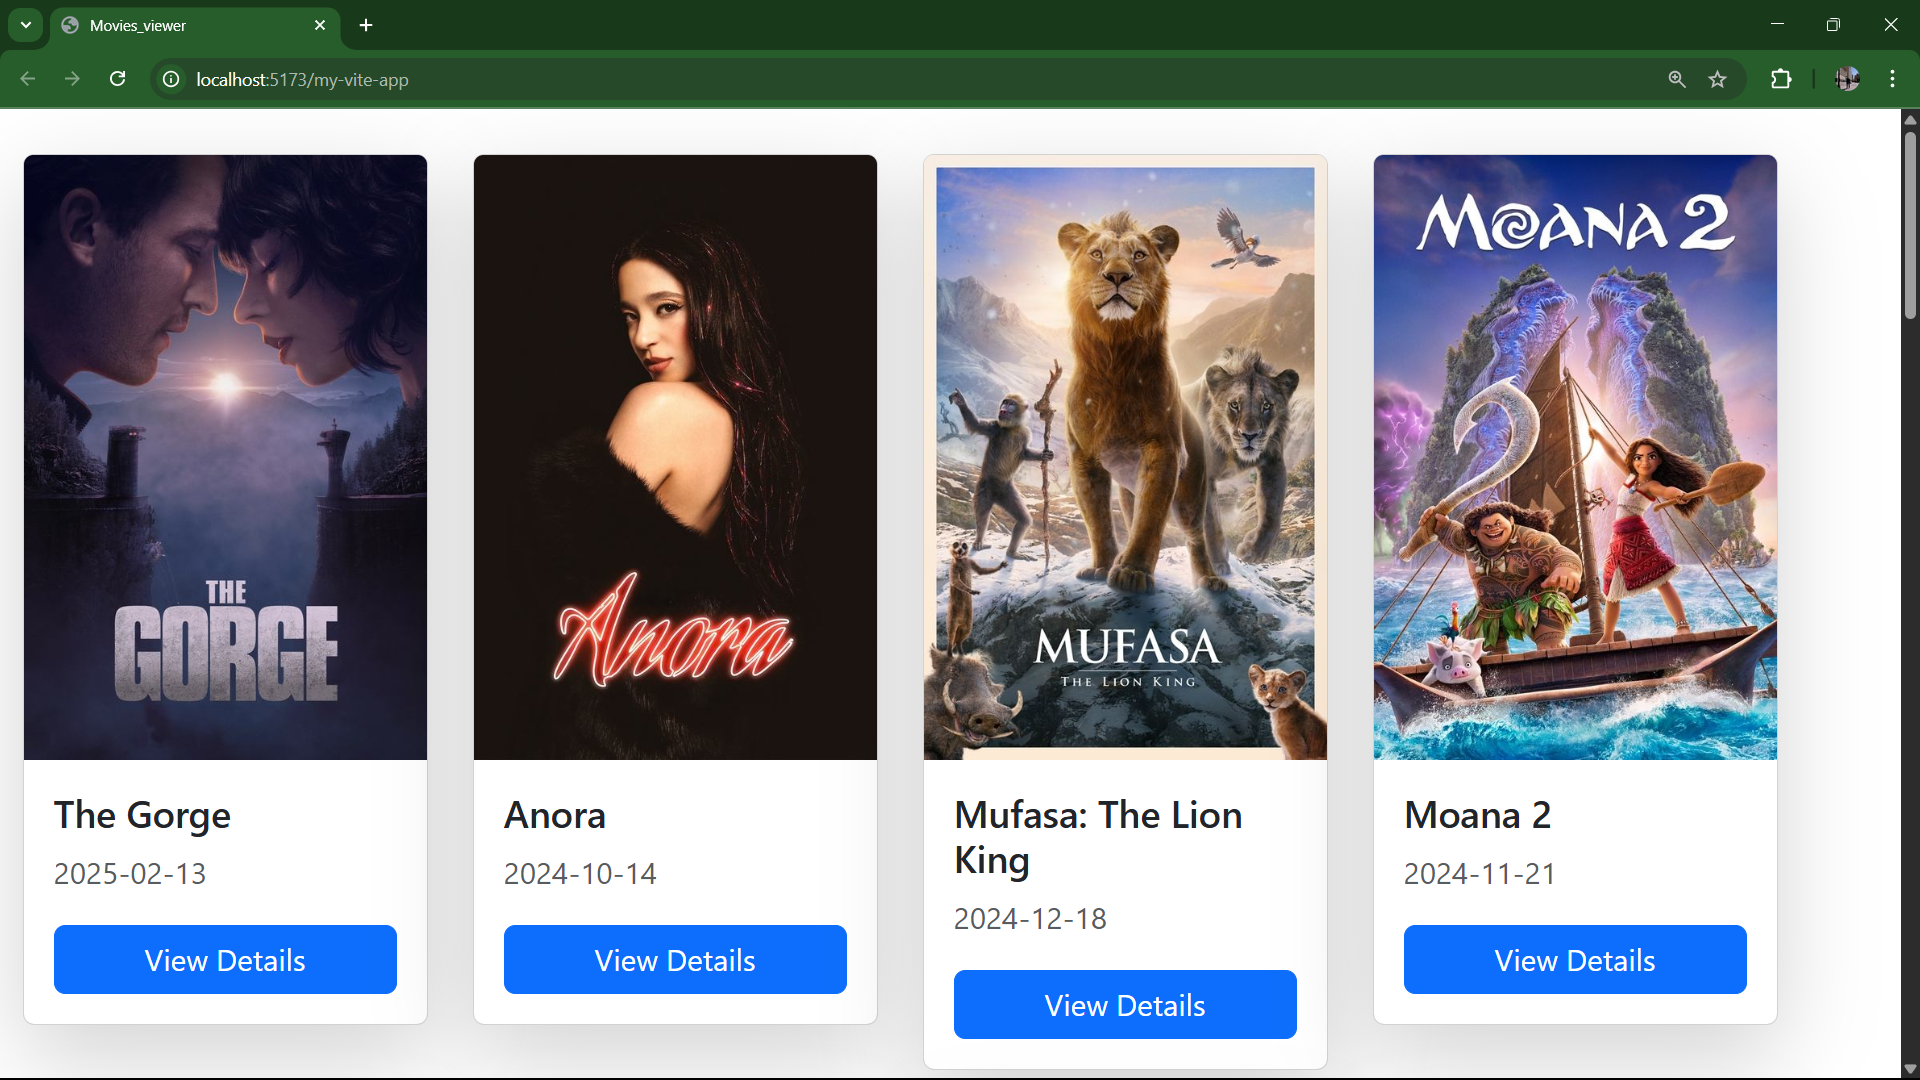 Movies_viewer
localhost:5173/my-vite-app
THE
GORGE
The Gorge
2025-02-13
View Details
Anora
Anora
2024-10-14
View Details
MUFASA
THE LION KING
Mufasa: The Lion
King
2024-12-18
View Details
MOANA 2
Moana 2
2024-11-21
View Details